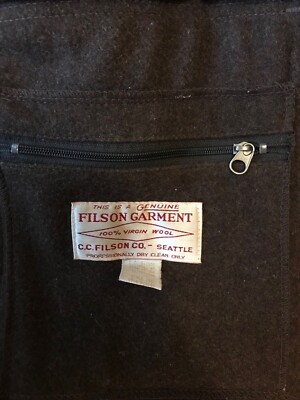 THIS IS A GENUINE
FILSON GARMENT
100% VIRGIN WOOL
C.C. FILSON CO. - SEATTLE
PROFESSIONALLY DRY CLEAN ONLY